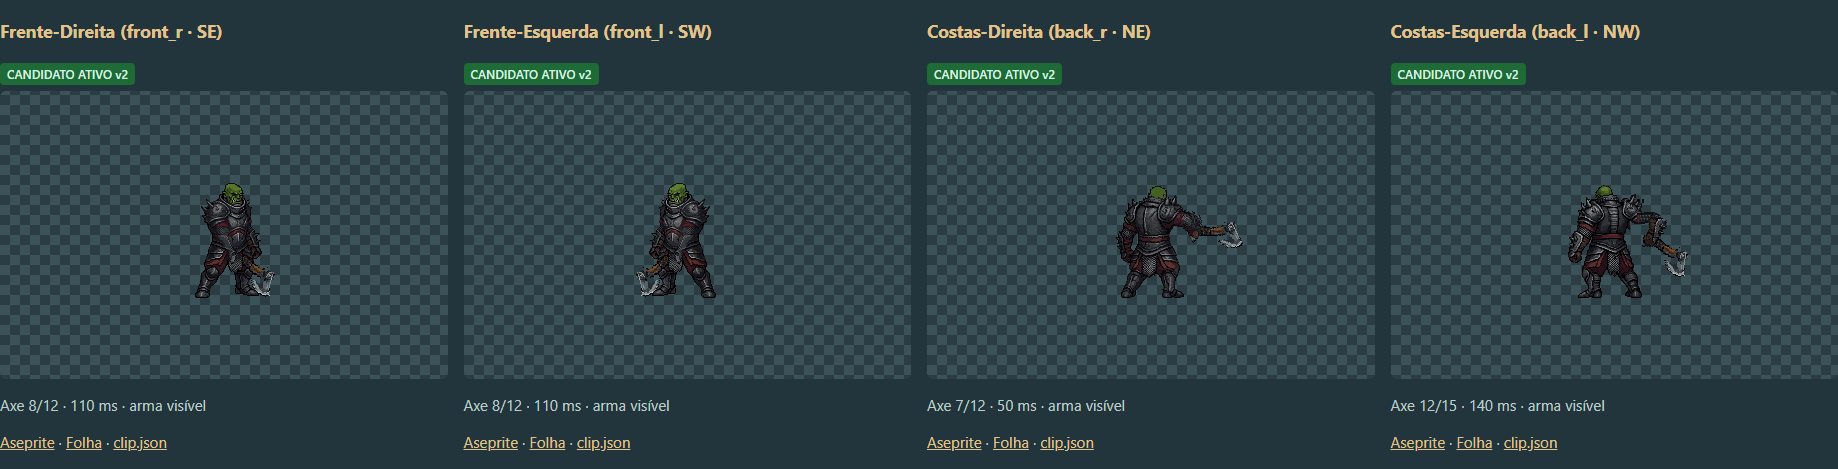 Frente-Direita (front_r · SE)
CANDIDATO ATIVO v2
Axe 8/12 · 110 ms · arma visível
Aseprite · Folha · clip.json
Frente-Esquerda (front_l · SW)
CANDIDATO ATIVO v2
Axe 8/12 · 110 ms · arma visível
Aseprite · Folha · clip.json
Costas-Direita (back_r · NE)
CANDIDATO ATIVO v2
Axe 7/12 · 50 ms · arma visível
Aseprite · Folha · clip.json
Costas-Esquerda (back_l · NW)
CANDIDATO ATIVO v2
Axe 12/15 · 140 ms · arma visível
Aseprite · Folha · clip.json